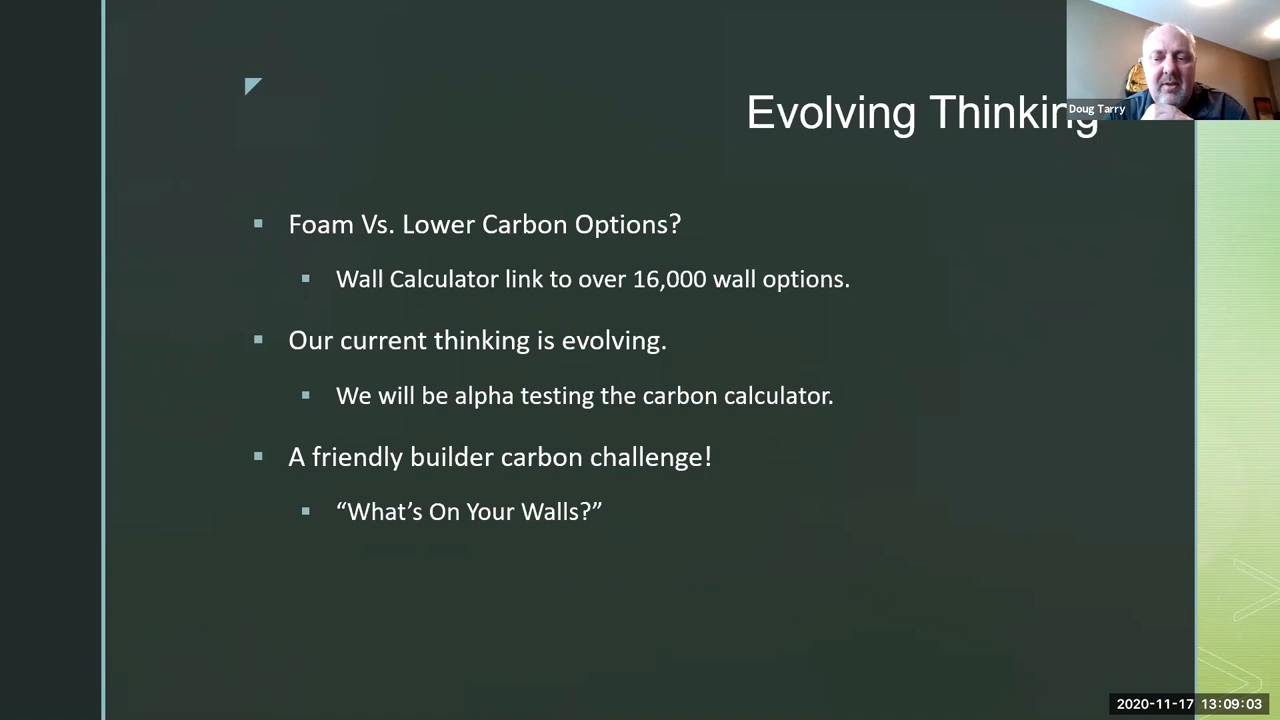 Evolving Thinking
Doug Tarry
Foam Vs. Lower Carbon Options?
Wall Calculator link to over 16,000 wall options.
Our current thinking is evolving.
We will be alpha testing the carbon calculator.
A friendly builder carbon challenge!
“What’s On Your Walls?”
2020-11-17 13:09:03